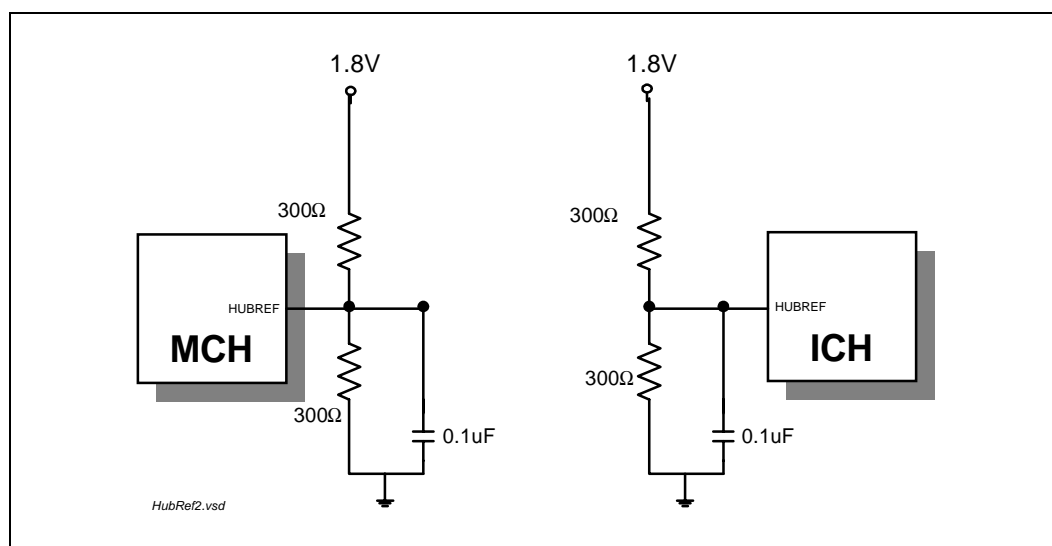 1.8V
1.8V
300Ω
300Ω
HUBREF
HUBREF
MCH
ICH
300Ω
300Ω
0.1uF
0.1uF
HubRef2.vsd